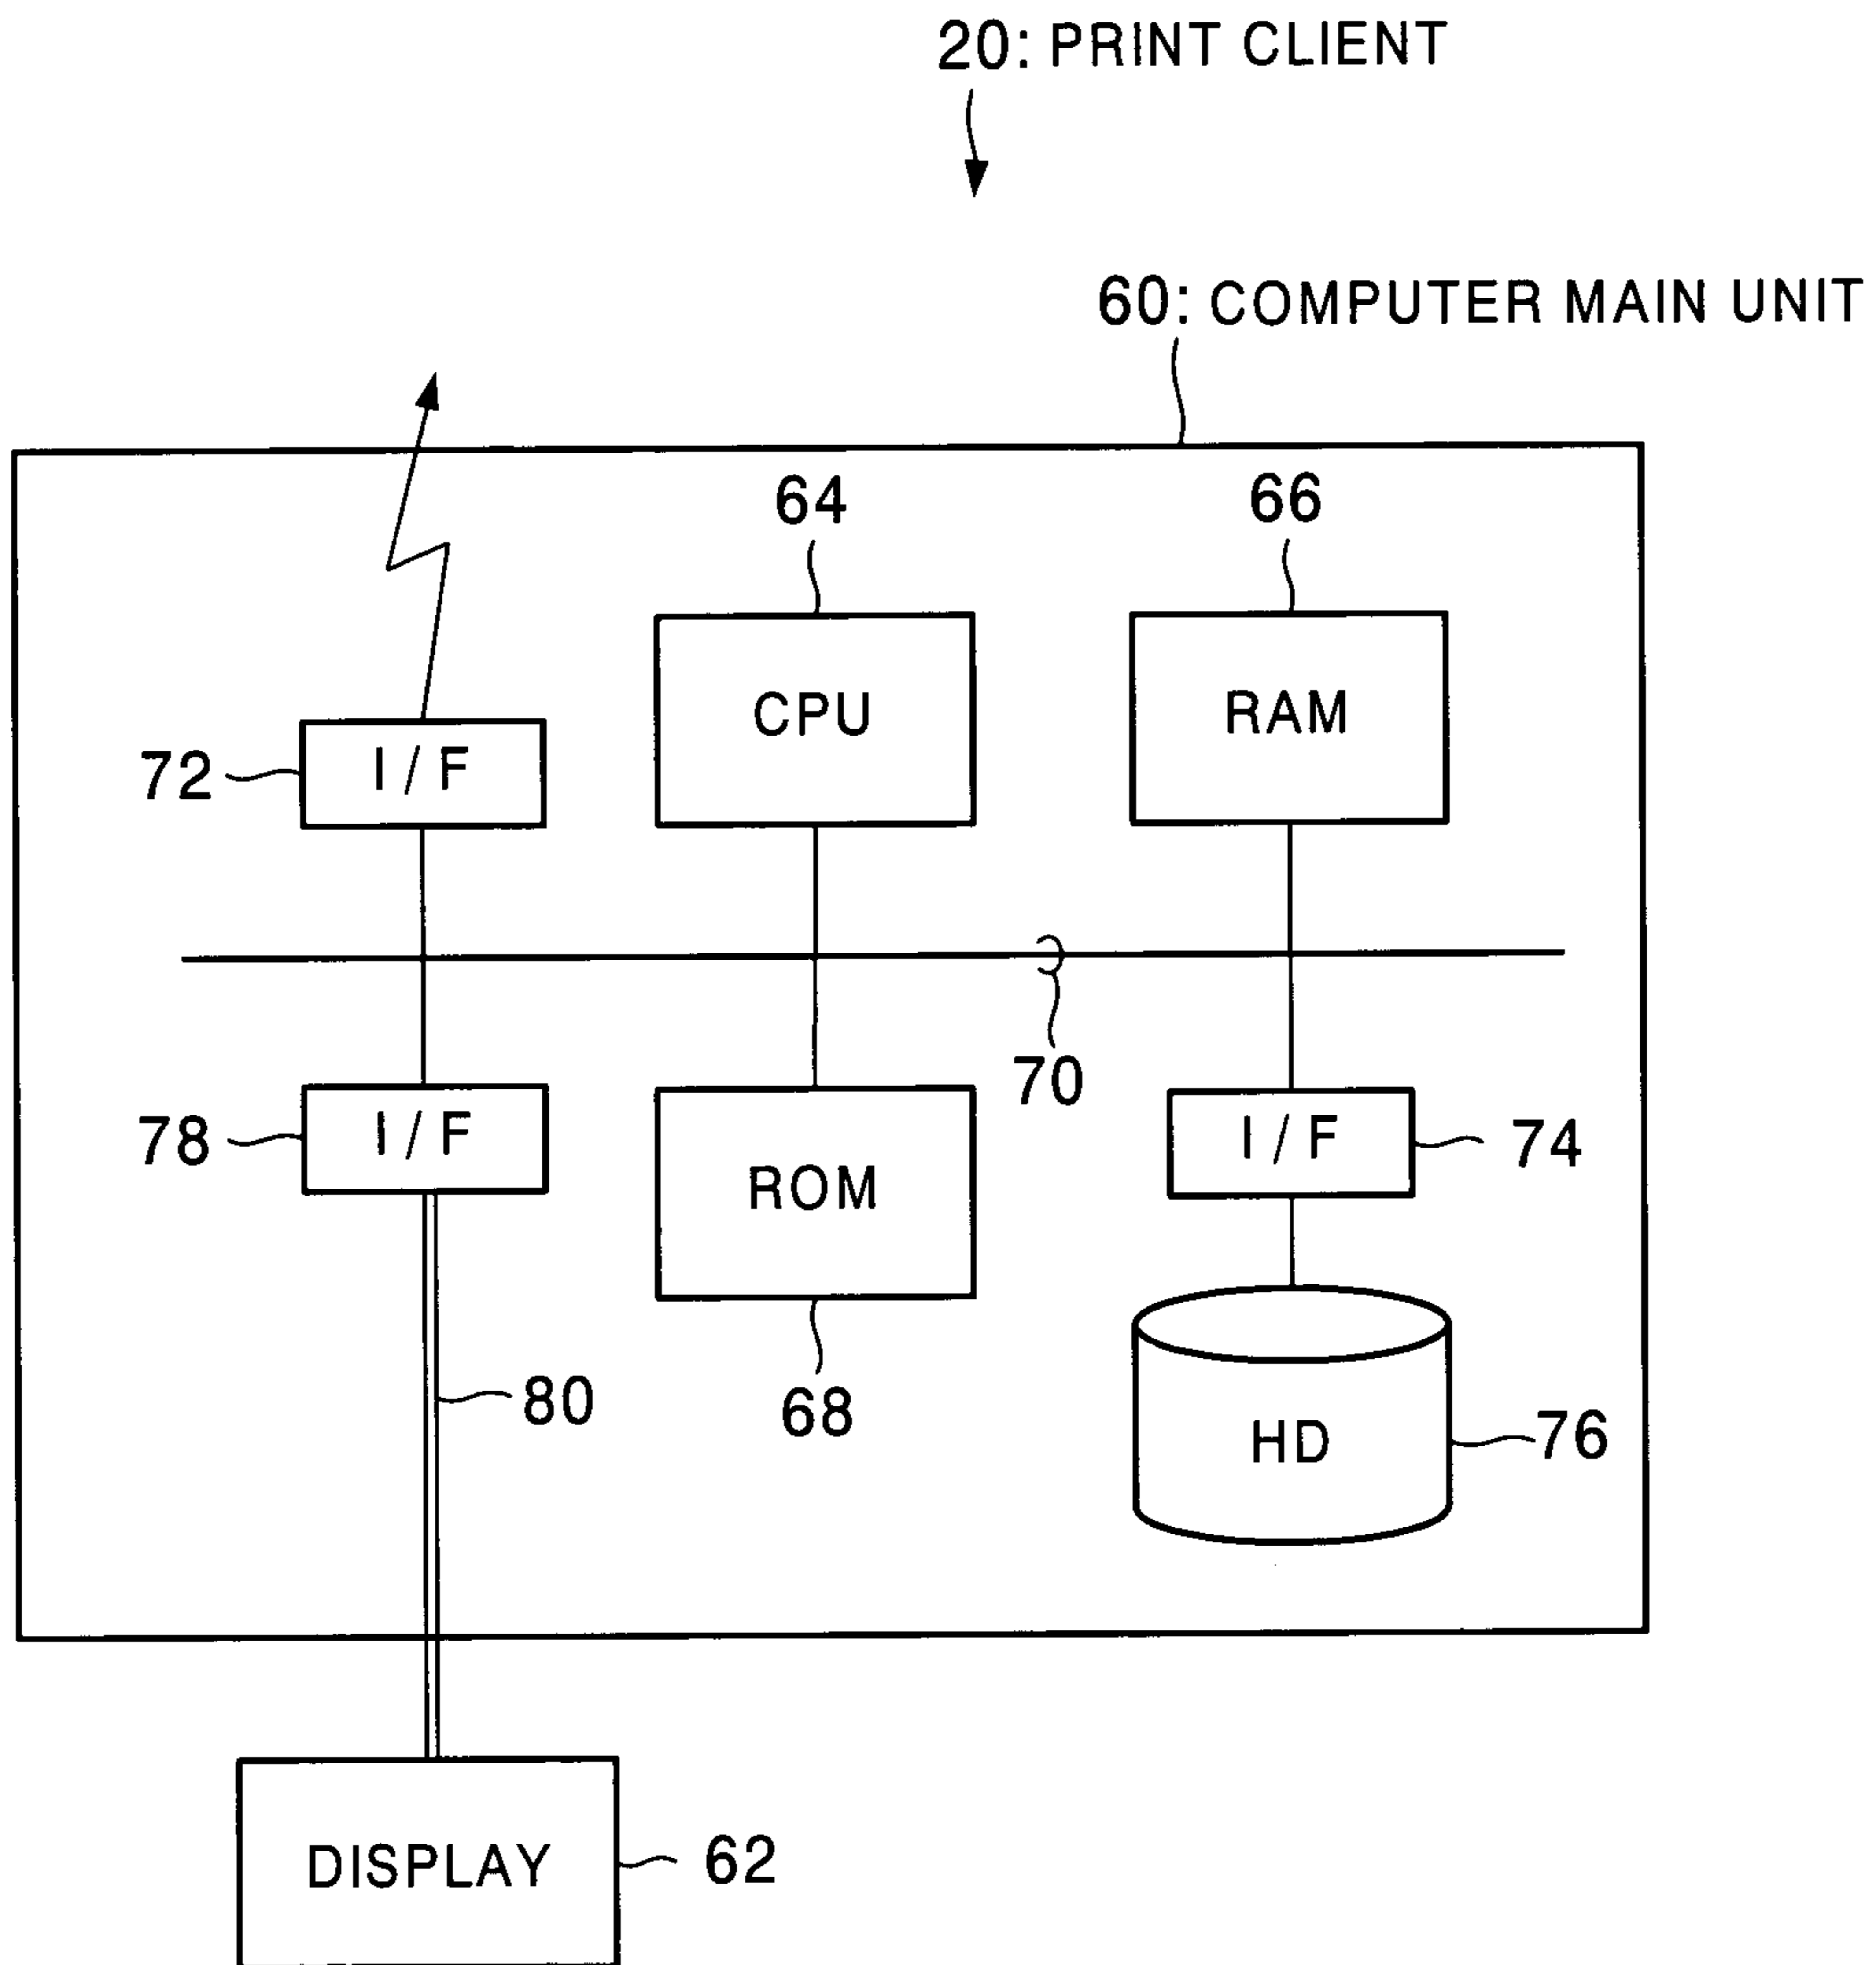 20: PRINT CLIENT
60: COMPUTER MAIN UNIT
64
66
CPU
RAM
72
I/F
70
78
I/F
ROM
I/F
74
80
68
HD
76
DISPLAY
62